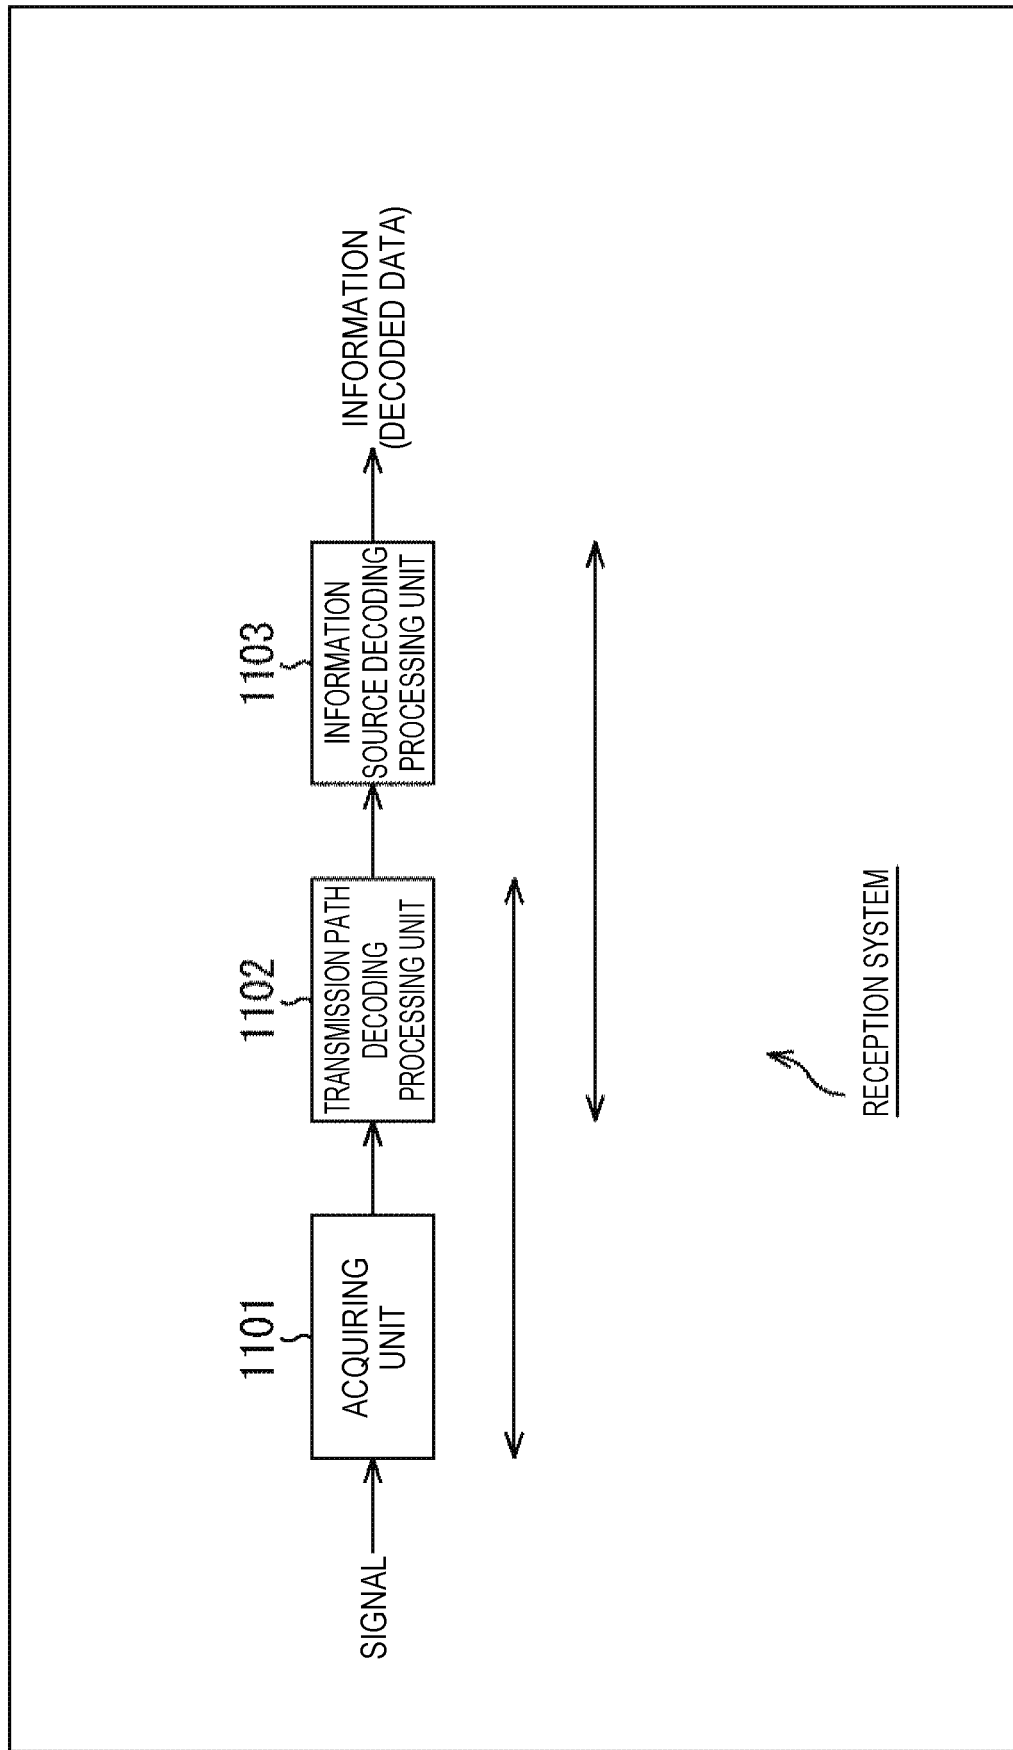 SIGNAL
1101
ACQUIRING
UNIT
1102
TRANSMISSION PATH
DECODING
PROCESSING UNIT
1103
INFORMATION
SOURCE DECODING
PROCESSING UNIT
INFORMATION
(DECODED DATA)
RECEPTION SYSTEM